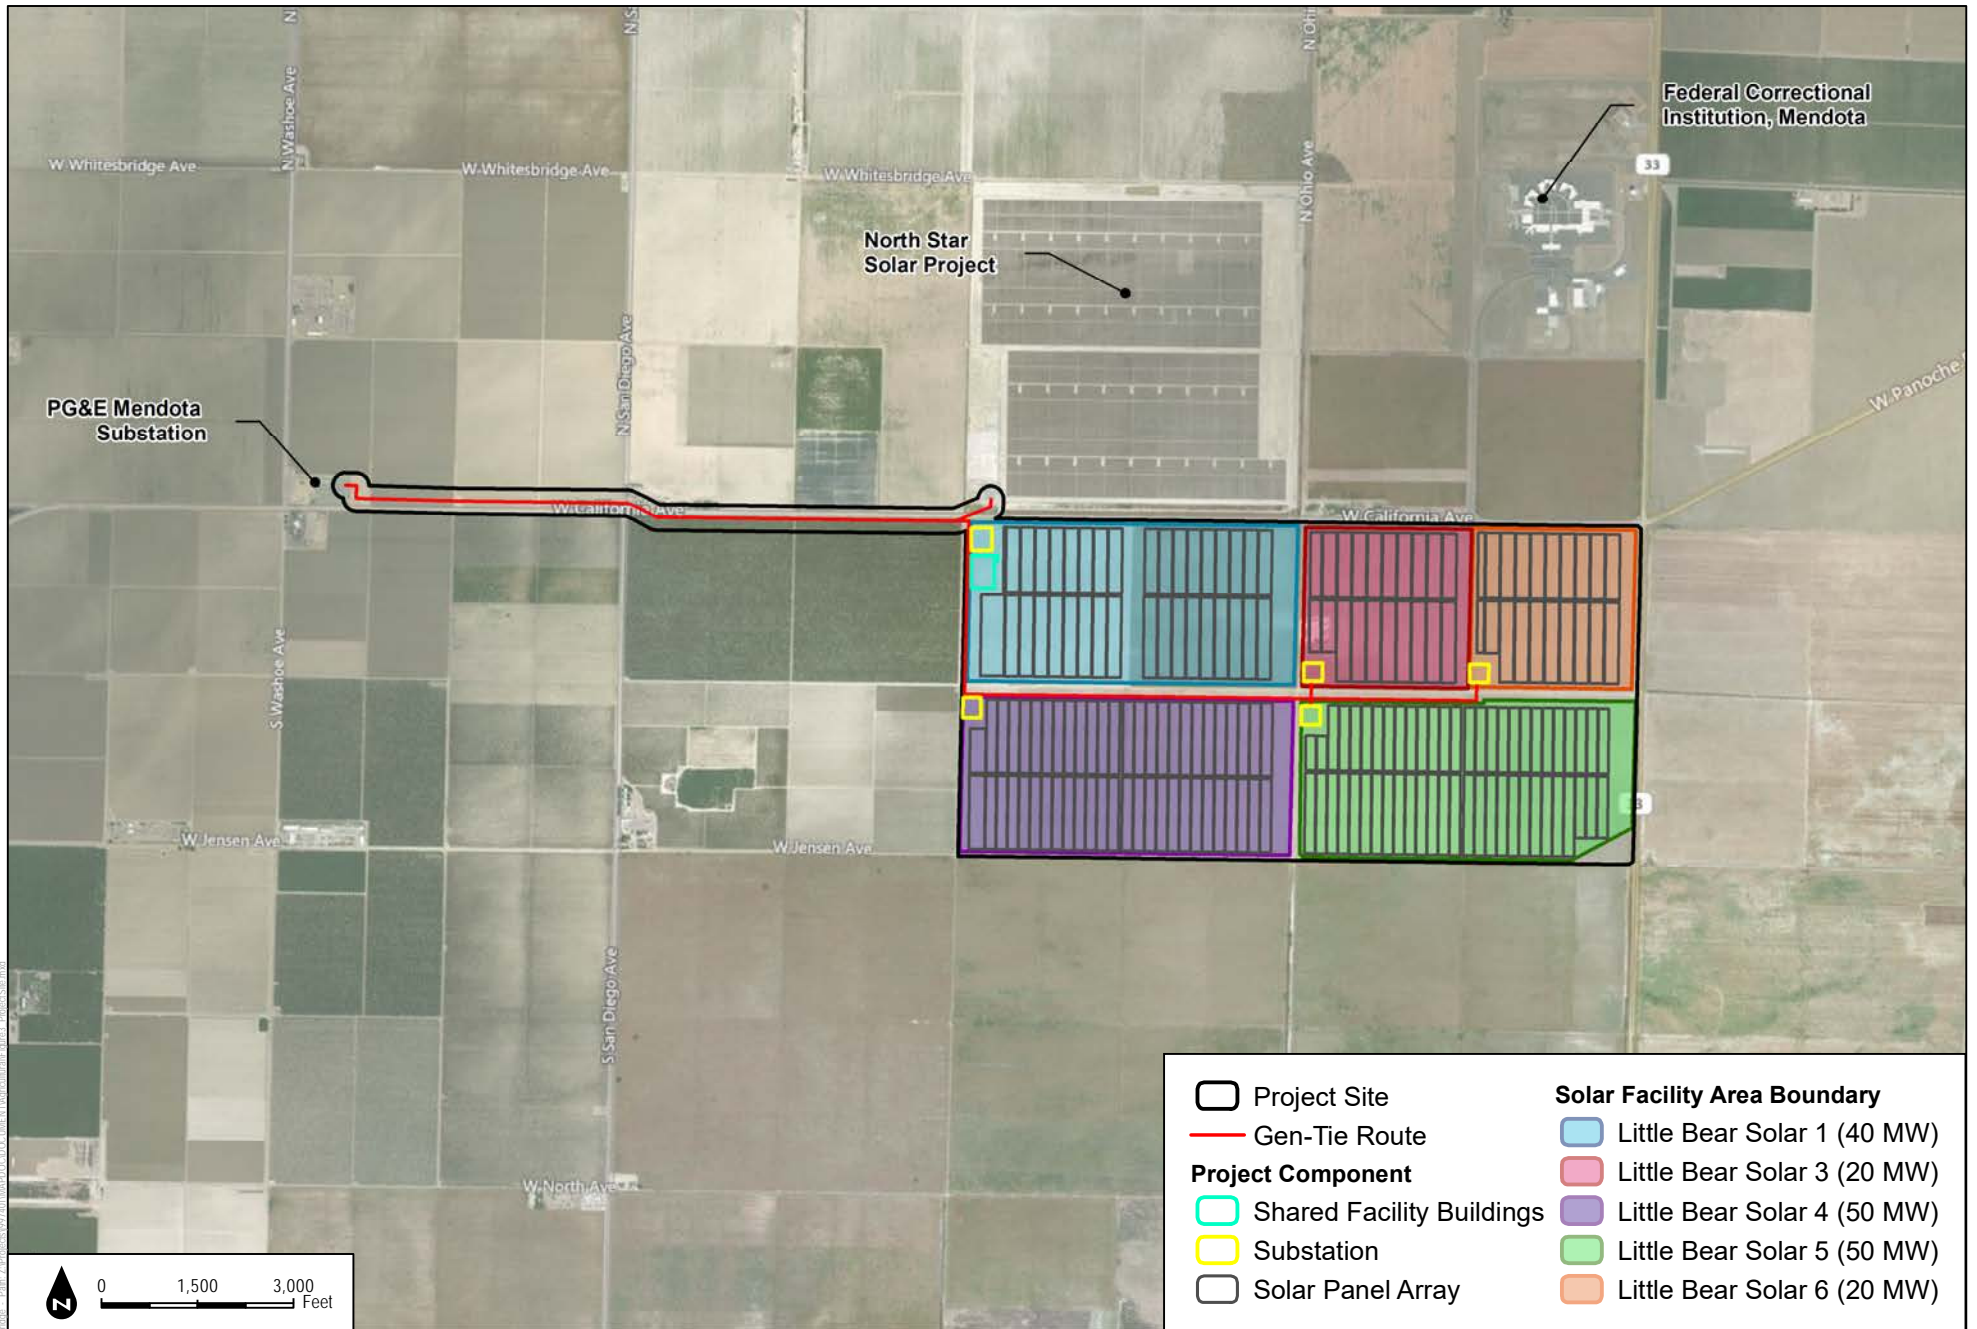 N
N Washoe Ave
W Whitesbridge Ave
W Whitesbridge Ave
W Whitesbridge Ave
N Ohio Ave
Federal Correctional
Institution, Mendota
33
North Star
Solar Project
N San Diego Ave
W Panoche
PG&E Mendota
Substation
W California Ave
W California Ave
S Washoe Ave
W Jensen Ave
W Jensen Ave
S San Diego Ave
W North Ave
Project Site
Gen-Tie Route
Project Component
Shared Facility Buildings
Substation
Solar Panel Array
Solar Facility Area Boundary
Little Bear Solar 1 (40 MW)
Little Bear Solar 3 (20 MW)
Little Bear Solar 4 (50 MW)
Little Bear Solar 5 (50 MW)
Little Bear Solar 6 (20 MW)
N
0 1,500 3,000
Feet